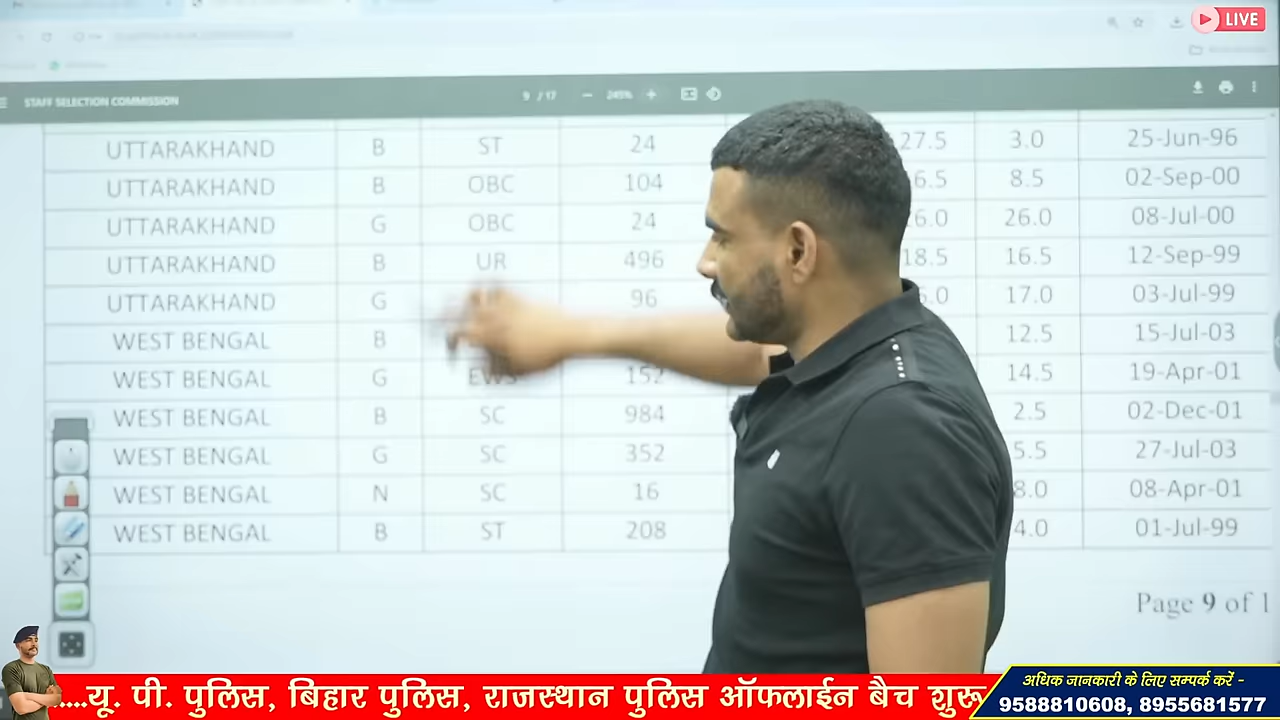 LIVE
STAFF SELECTION COMMISSION 9 / 17 245%
UTTARAKHAND B ST 24 27.5 3.0 25-Jun-96
UTTARAKHAND B OBC 104 6.5 8.5 02-Sep-00
UTTARAKHAND G OBC 24 6.0 26.0 08-Jul-00
UTTARAKHAND B UR 496 18.5 16.5 12-Sep-99
UTTARAKHAND G 96 17.0 03-Jul-99
WEST BENGAL B 12.5 15-Jul-03
WEST BENGAL G EWS 152 14.5 19-Apr-01
WEST BENGAL B SC 984 2.5 02-Dec-01
WEST BENGAL G SC 352 5.5 27-Jul-03
WEST BENGAL N SC 16 8.0 08-Apr-01
WEST BENGAL B ST 208 4.0 01-Jul-99
Page 9 of 1
.....यू. पी. पुलिस, बिहार पुलिस, राजस्थान पुलिस ऑफलाईन बैच शुरू
अधिक जानकारी के लिए सम्पर्क करें -
9588810608, 8955681577